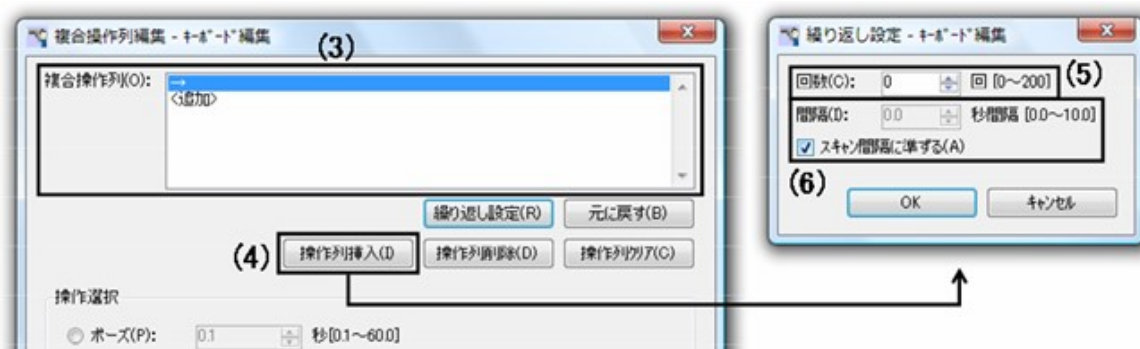 複合操作列編集 - ｷｰﾎﾞｰﾄﾞ編集
(3)
複合操作列(O):
→
<追加>
繰り返し設定(R)
元に戻す(B)
(4)
操作列挿入(I)
操作列削除(D)
操作列クリア(C)
操作選択
ポーズ(P):
0.1
秒[0.1～60.0]
繰り返し設定 - ｷｰﾎﾞｰﾄﾞ編集
回数(C):
0
回 [0～200]
(5)
間隔(I):
0.0
秒間隔 [0.0～10.0]
スキャン間隔に準ずる(A)
(6)
OK
キャンセル